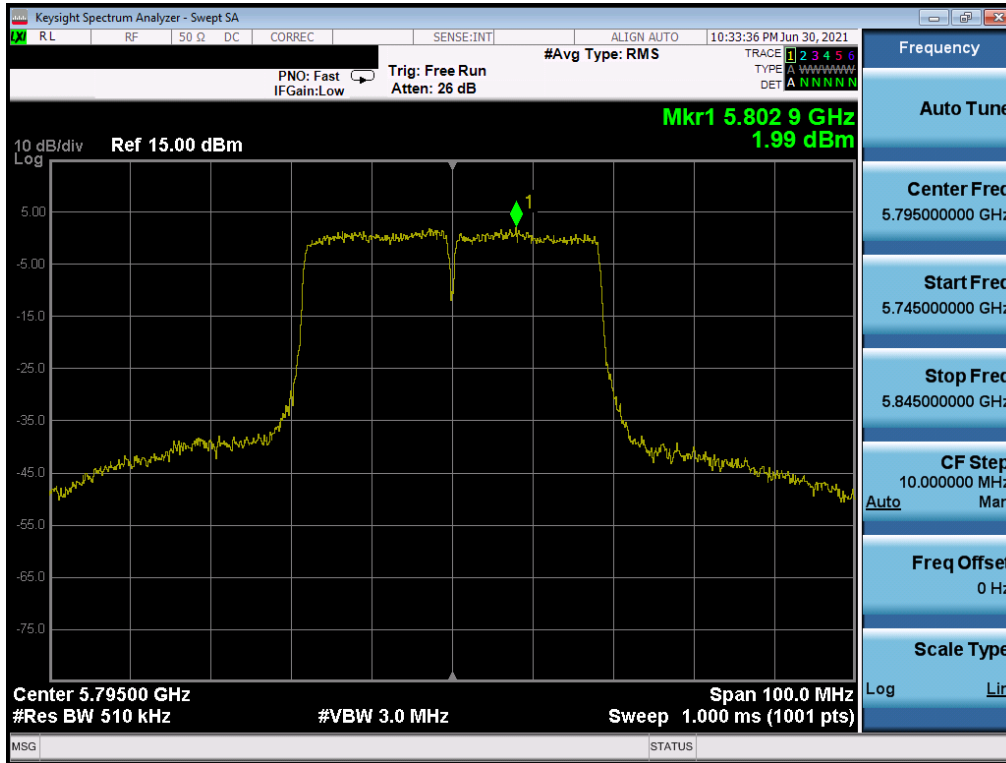 Keysight Spectrum Analyzer - Swept SA
LXI RL RF 50 Ω DC CORREC SENSE:INT ALIGN AUTO 10:33:36 PM Jun 30, 2021
#Avg Type: RMS
TRACE 1 2 3 4 5 6
PNO: Fast Trig: Free Run
TYPE A WWWWW
IFGain:Low Atten: 26 dB
DET A N N N N N
Mkr1 5.802 9 GHz
1.99 dBm
10 dB/div Ref 15.00 dBm
Log
1
5.00
-5.00
-15.0
-25.0
-35.0
-45.0
-55.0
-65.0
-75.0
Center 5.79500 GHz Span 100.0 MHz
#Res BW 510 kHz #VBW 3.0 MHz Sweep 1.000 ms (1001 pts)
MSG STATUS
Frequency
Auto Tune
Center Freq
5.795000000 GHz
Start Freq
5.745000000 GHz
Stop Freq
5.845000000 GHz
CF Step
10.000000 MHz
Auto Man
Freq Offset
0 Hz
Scale Type
Log Lin